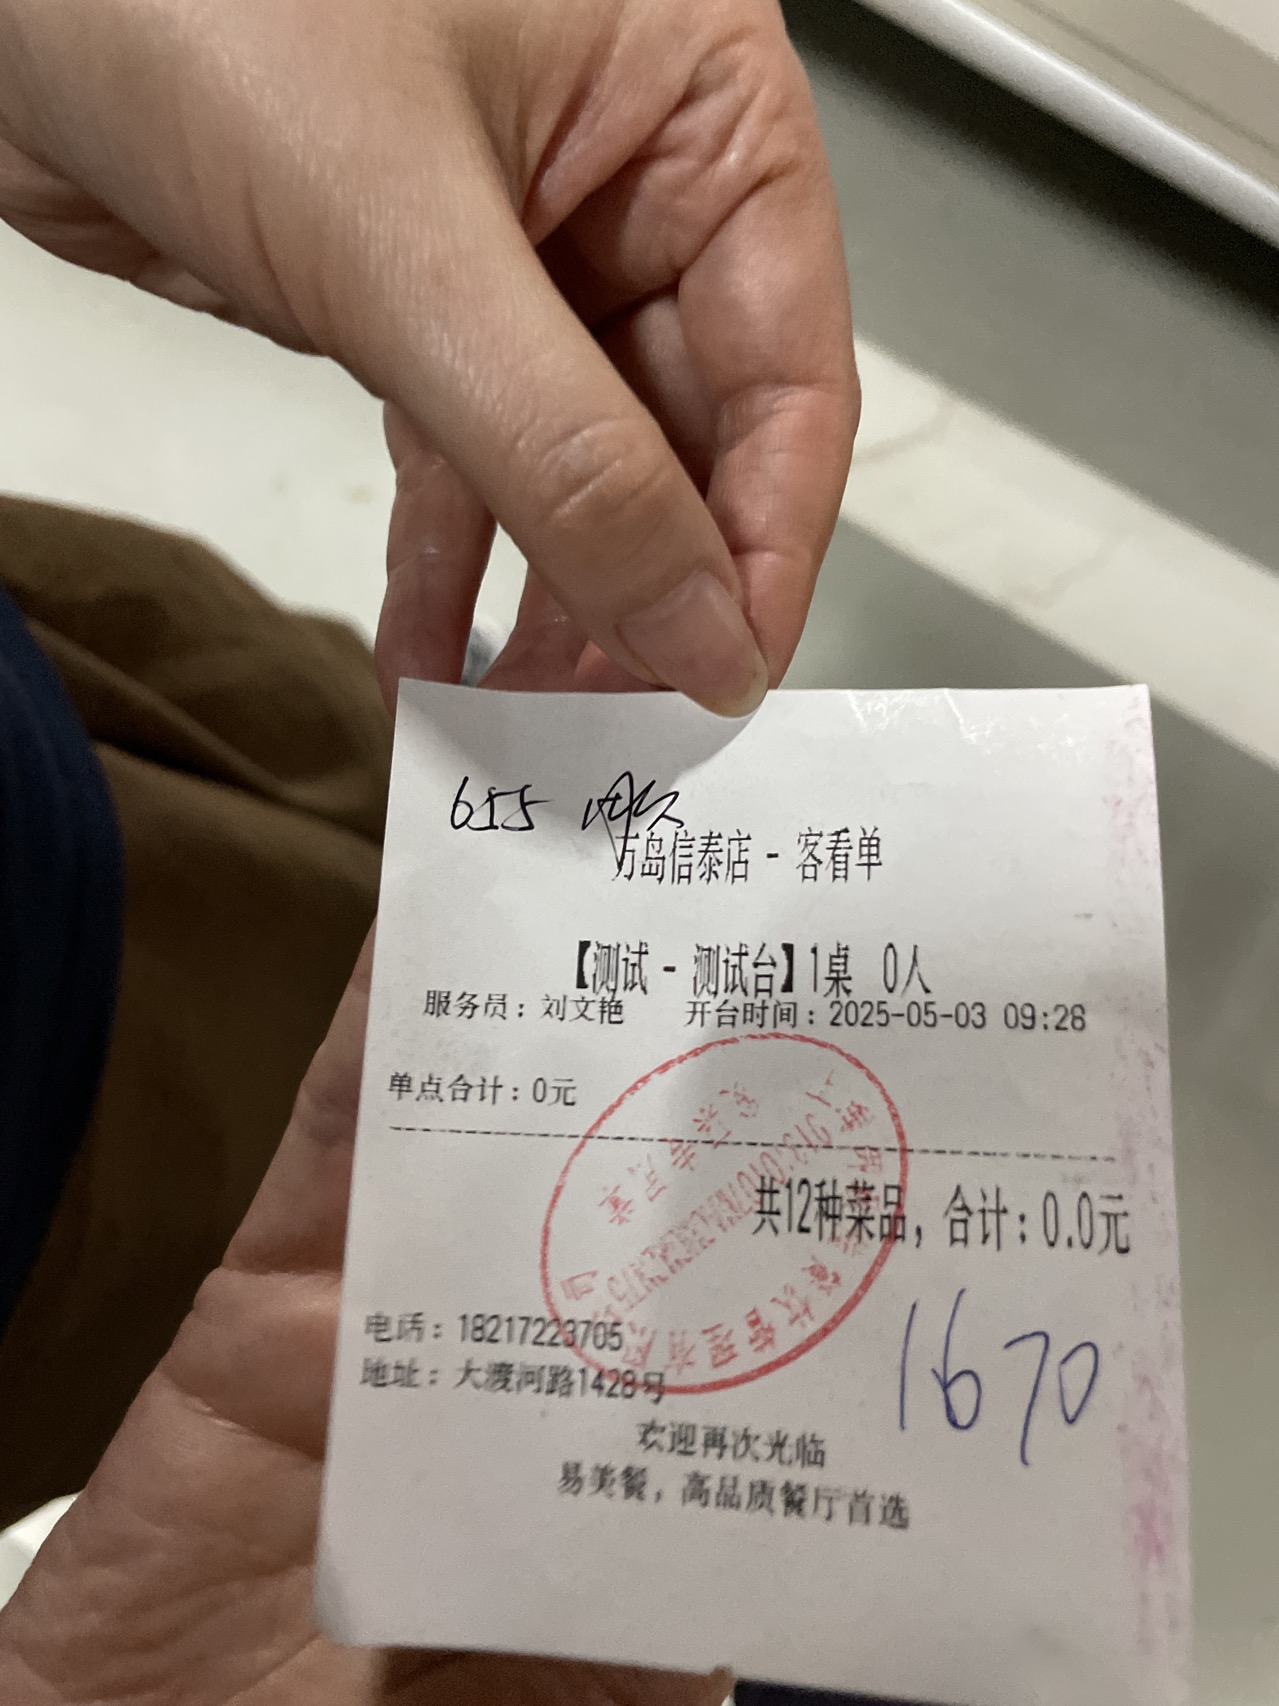 655
万岛信泰店 - 客看单
【测试 - 测试台】1桌 0人
服务员：刘文艳 开台时间：2025-05-03 09:26
单点合计：0元
共12种菜品，合计：0.0元
1670
电话：18217223705
地址：大渡河路1428号
欢迎再次光临
易美餐，高品质餐厅首选